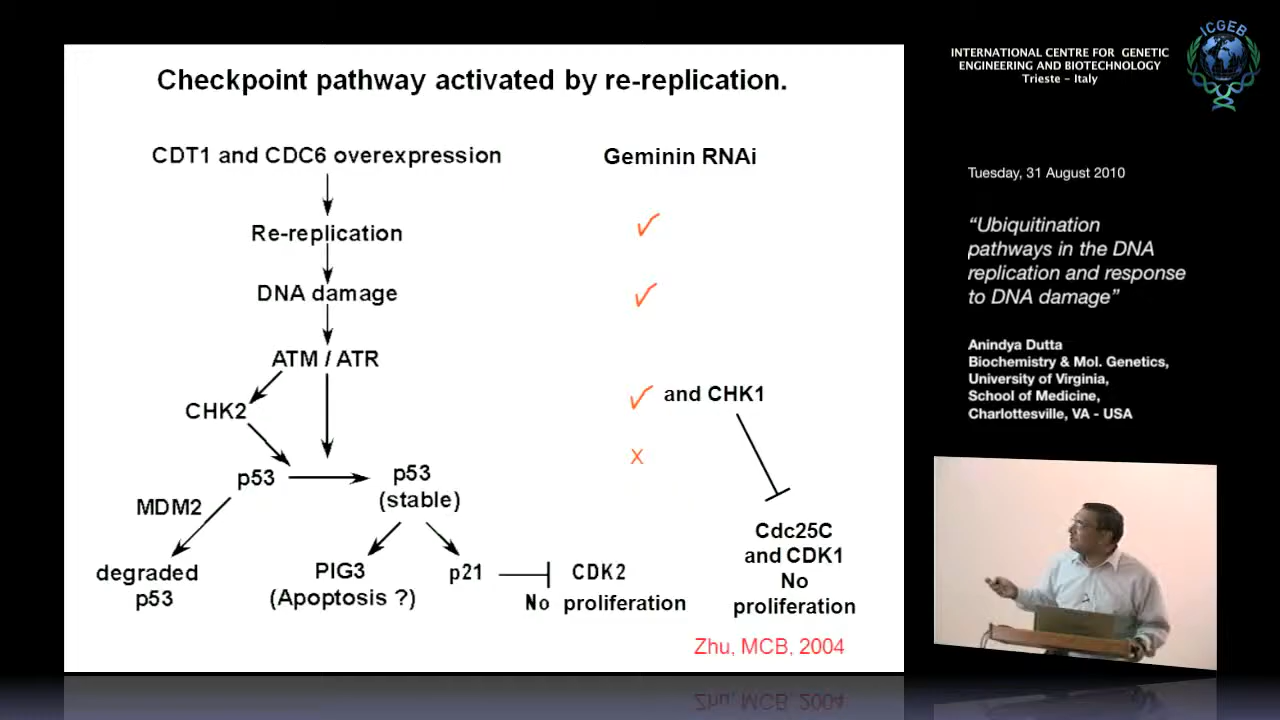 Checkpoint pathway activated by re-replication.
CDT1 and CDC6 overexpression
Geminin RNAi
Re-replication
DNA damage
ATM / ATR
CHK2
and CHK1
x
p53
p53
(stable)
MDM2
degraded
p53
PIG3
(Apoptosis ?)
p21
CDK2
No proliferation
Cdc25C
and CDK1
No
proliferation
Zhu, MCB, 2004
INTERNATIONAL CENTRE FOR GENETIC
ENGINEERING AND BIOTECHNOLOGY
Trieste - Italy
ICGEB
Tuesday, 31 August 2010
“Ubiquitination
pathways in the DNA
replication and response
to DNA damage”
Anindya Dutta
Biochemistry & Mol. Genetics,
University of Virginia,
School of Medicine,
Charlottesville, VA - USA